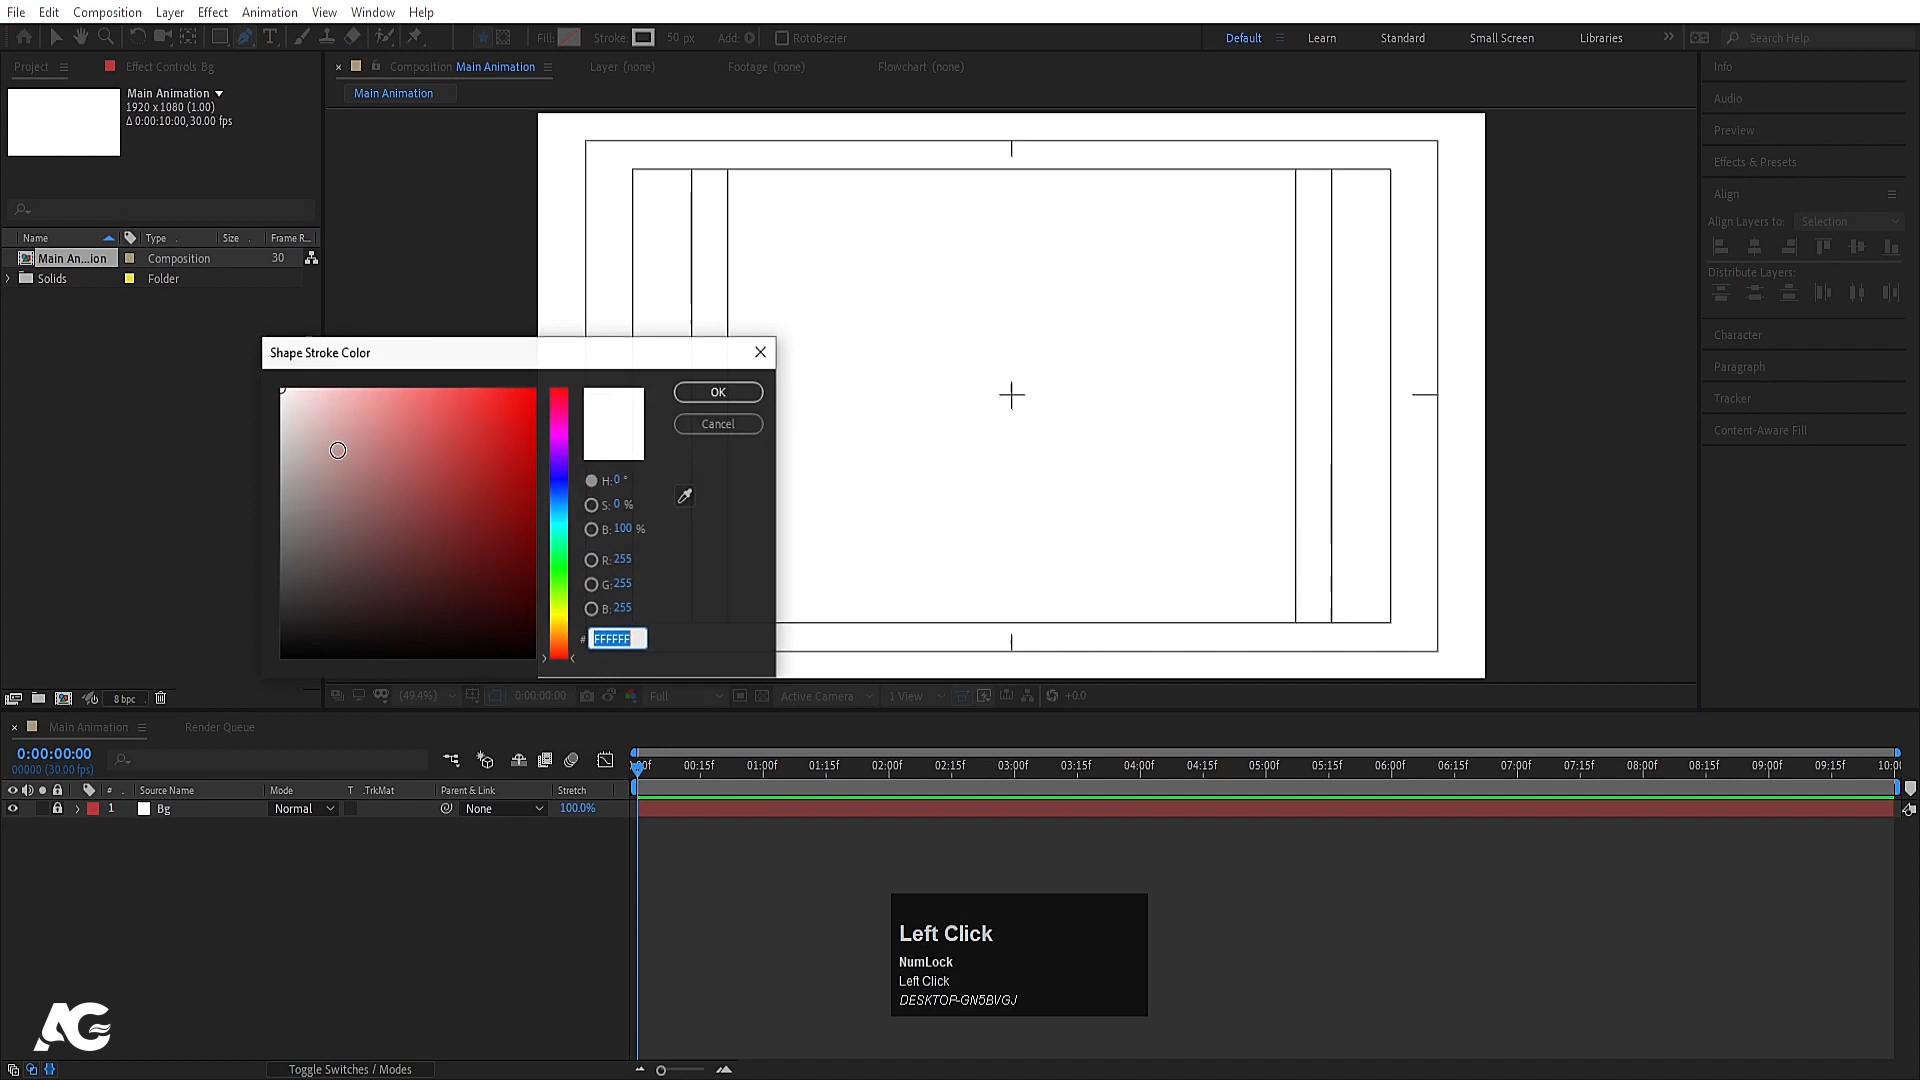 File Edit Composition Layer Effect Animation View Window Help
Fill: Stroke: 50 px Add: RotoBezier
Default Learn Standard Small Screen Libraries Search Help
Project Effect Controls Bg
Composition Main Animation Layer (none) Footage (none) Flowchart (none)
Info
Main Animation
1920 x 1080 (1.00)
Δ 0:00:10:00, 30.00 fps
Main Animation
Audio
Preview
Effects & Presets
Align
Align Layers to: Selection
Distribute Layers:
Character
Paragraph
Tracker
Content-Aware Fill
Name Type Size Frame R...
Main An...ion Composition 30
Solids Folder
Shape Stroke Color
OK
Cancel
H: 0 °
S: 0 %
B: 100 %
R: 255
G: 255
B: 255
# FFFFFF
8 bpc
(49.4%) 0:00:00:00 Full Active Camera 1 View +0.0
Main Animation Render Queue
0:00:00:00
00000 (30.00 fps)
:00f 00:15f 01:00f 01:15f 02:00f 02:15f 03:00f 03:15f 04:00f 04:15f 05:00f 05:15f 06:00f 06:15f 07:00f 07:15f 08:00f 08:15f 09:00f 09:15f 10:00
# Source Name Mode T .TrkMat Parent & Link Stretch
1 Bg Normal None 100.0%
Left Click
NumLock
Left Click
DESKTOP-GN5BVGJ
AG
Toggle Switches / Modes